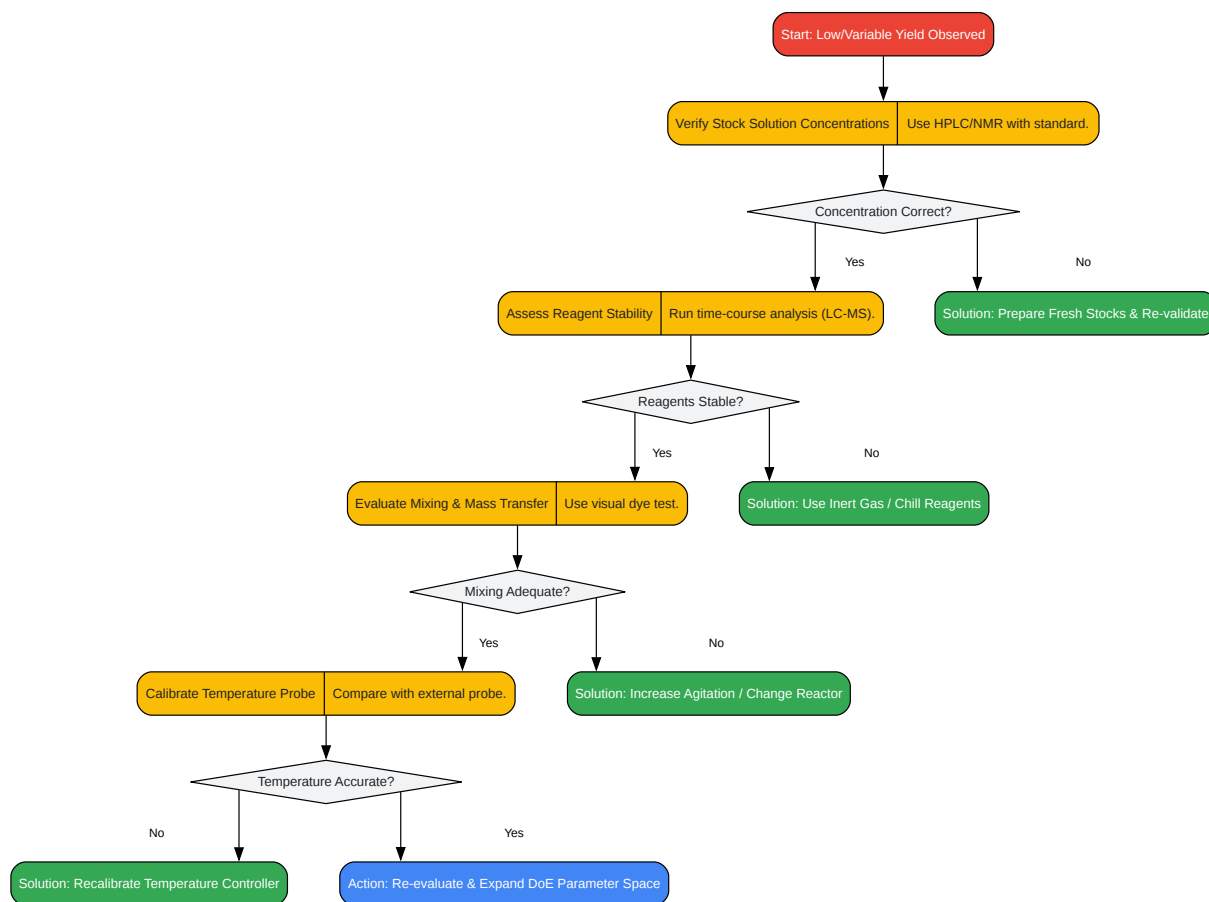 Start: Low/Variable Yield Observed
Verify Stock Solution Concentrations
Use HPLC/NMR with standard.
Concentration Correct?
Yes
No
Assess Reagent Stability
Run time-course analysis (LC-MS).
Solution: Prepare Fresh Stocks & Re-validate
Reagents Stable?
Yes
No
Evaluate Mixing & Mass Transfer
Use visual dye test.
Solution: Use Inert Gas / Chill Reagents
Mixing Adequate?
Yes
No
Calibrate Temperature Probe
Compare with external probe.
Solution: Increase Agitation / Change Reactor
Temperature Accurate?
No
Yes
Solution: Recalibrate Temperature Controller
Action: Re-evaluate & Expand DoE Parameter Space